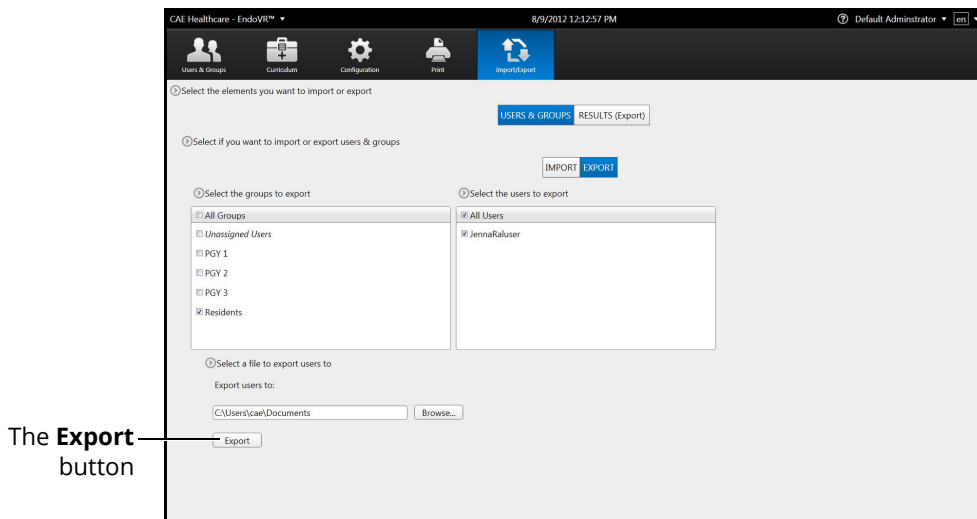 CAE Healthcare - EndoVR™ 8/9/2012 12:12:57 PM Default Adminstrator en
Users & Groups Curriculum Configuration Print Import/Export
Select the elements you want to import or export
USERS & GROUPS RESULTS (Export)
Select if you want to import or export users & groups
IMPORT EXPORT
Select the groups to export
All Groups
Unassigned Users
PGY 1
PGY 2
PGY 3
Residents
Select the users to export
All Users
JennaRaluser
Select a file to export users to
Export users to:
C:\Users\cae\Documents Browse...
Export
The Export
button